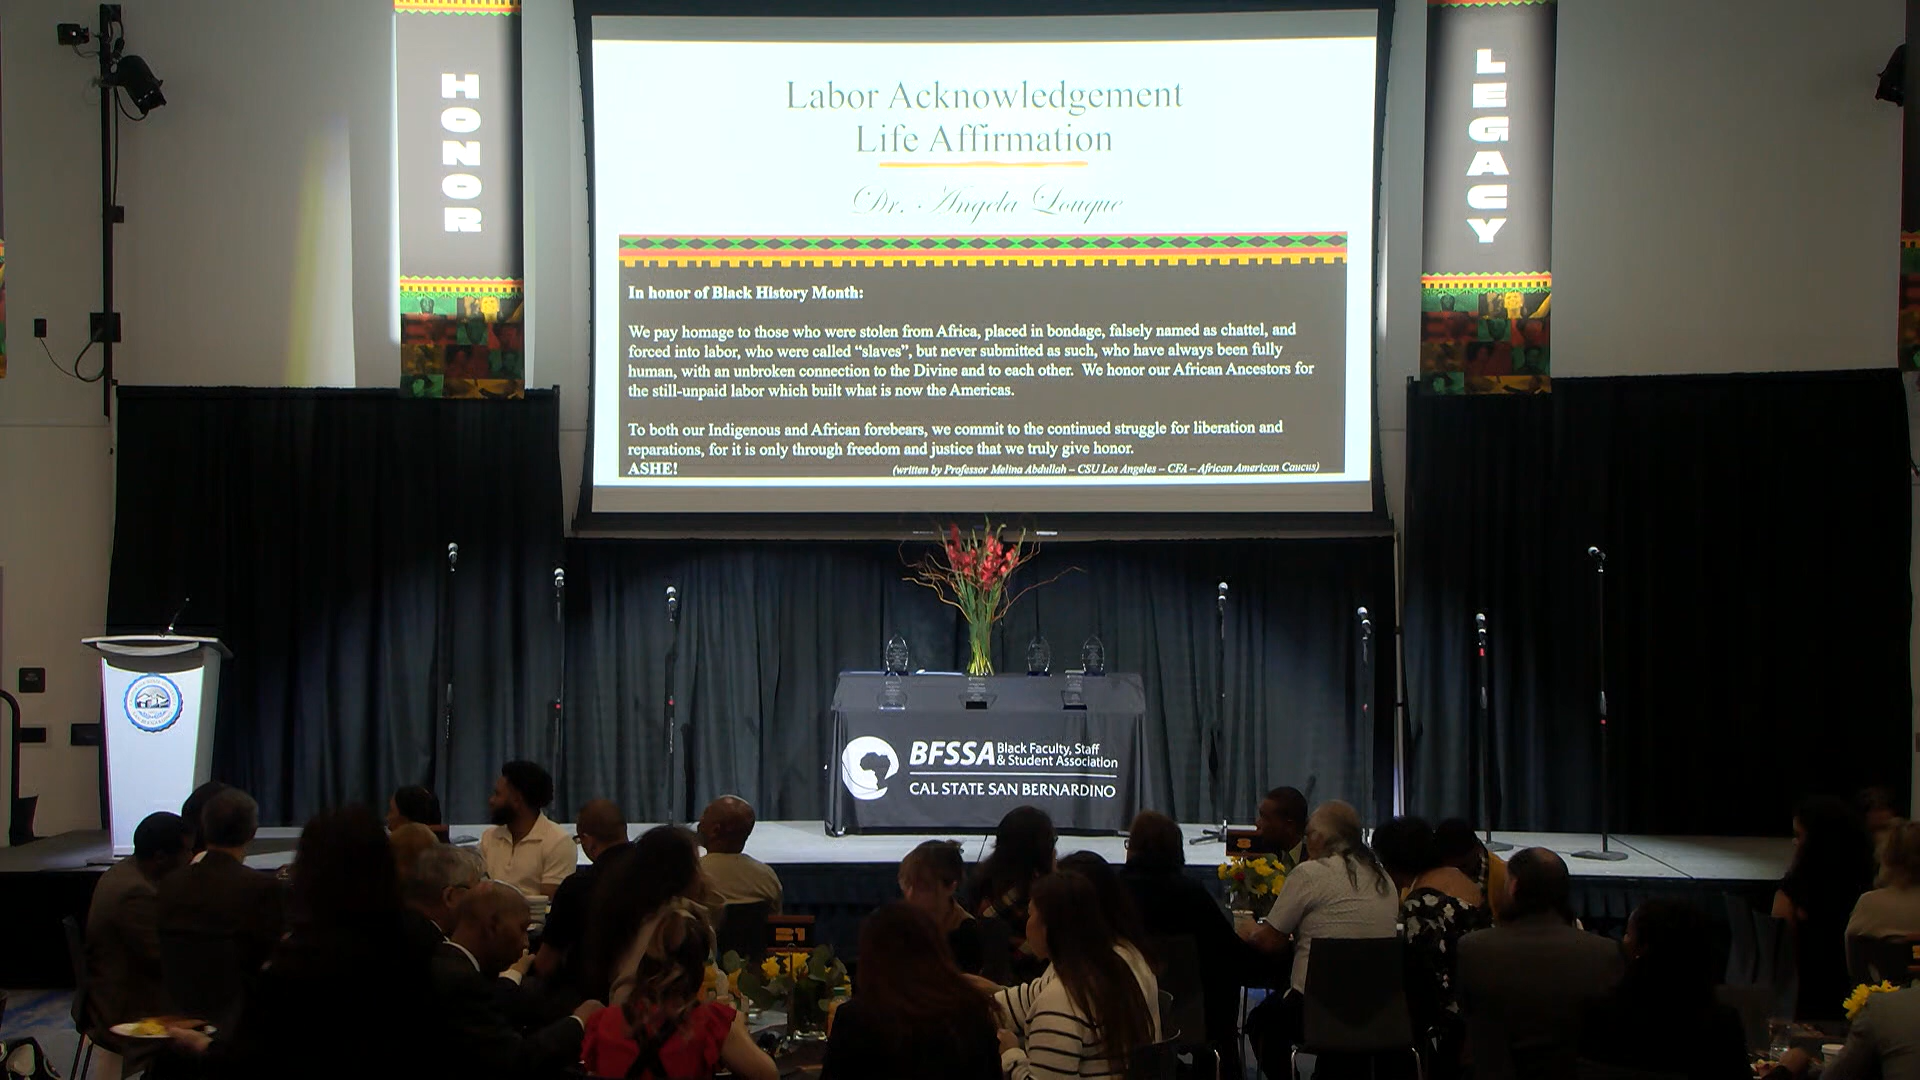 HONOR
LEGACY
Labor Acknowledgement
Life Affirmation
Dr. Angela Louque
In honor of Black History Month:
We pay homage to those who were stolen from Africa, placed in bondage, falsely named as chattel, and
forced into labor, who were called “slaves”, but never submitted as such, who have always been fully
human, with an unbroken connection to the Divine and to each other. We honor our African Ancestors for
the still-unpaid labor which built what is now the Americas.
To both our Indigenous and African forebears, we commit to the continued struggle for liberation and
reparations, for it is only through freedom and justice that we truly give honor.
ASHE!
(written by Professor Melina Abdullah – CSU Los Angeles – CFA – African American Caucus)
BFSSA Black Faculty, Staff
& Student Association
CAL STATE SAN BERNARDINO
21